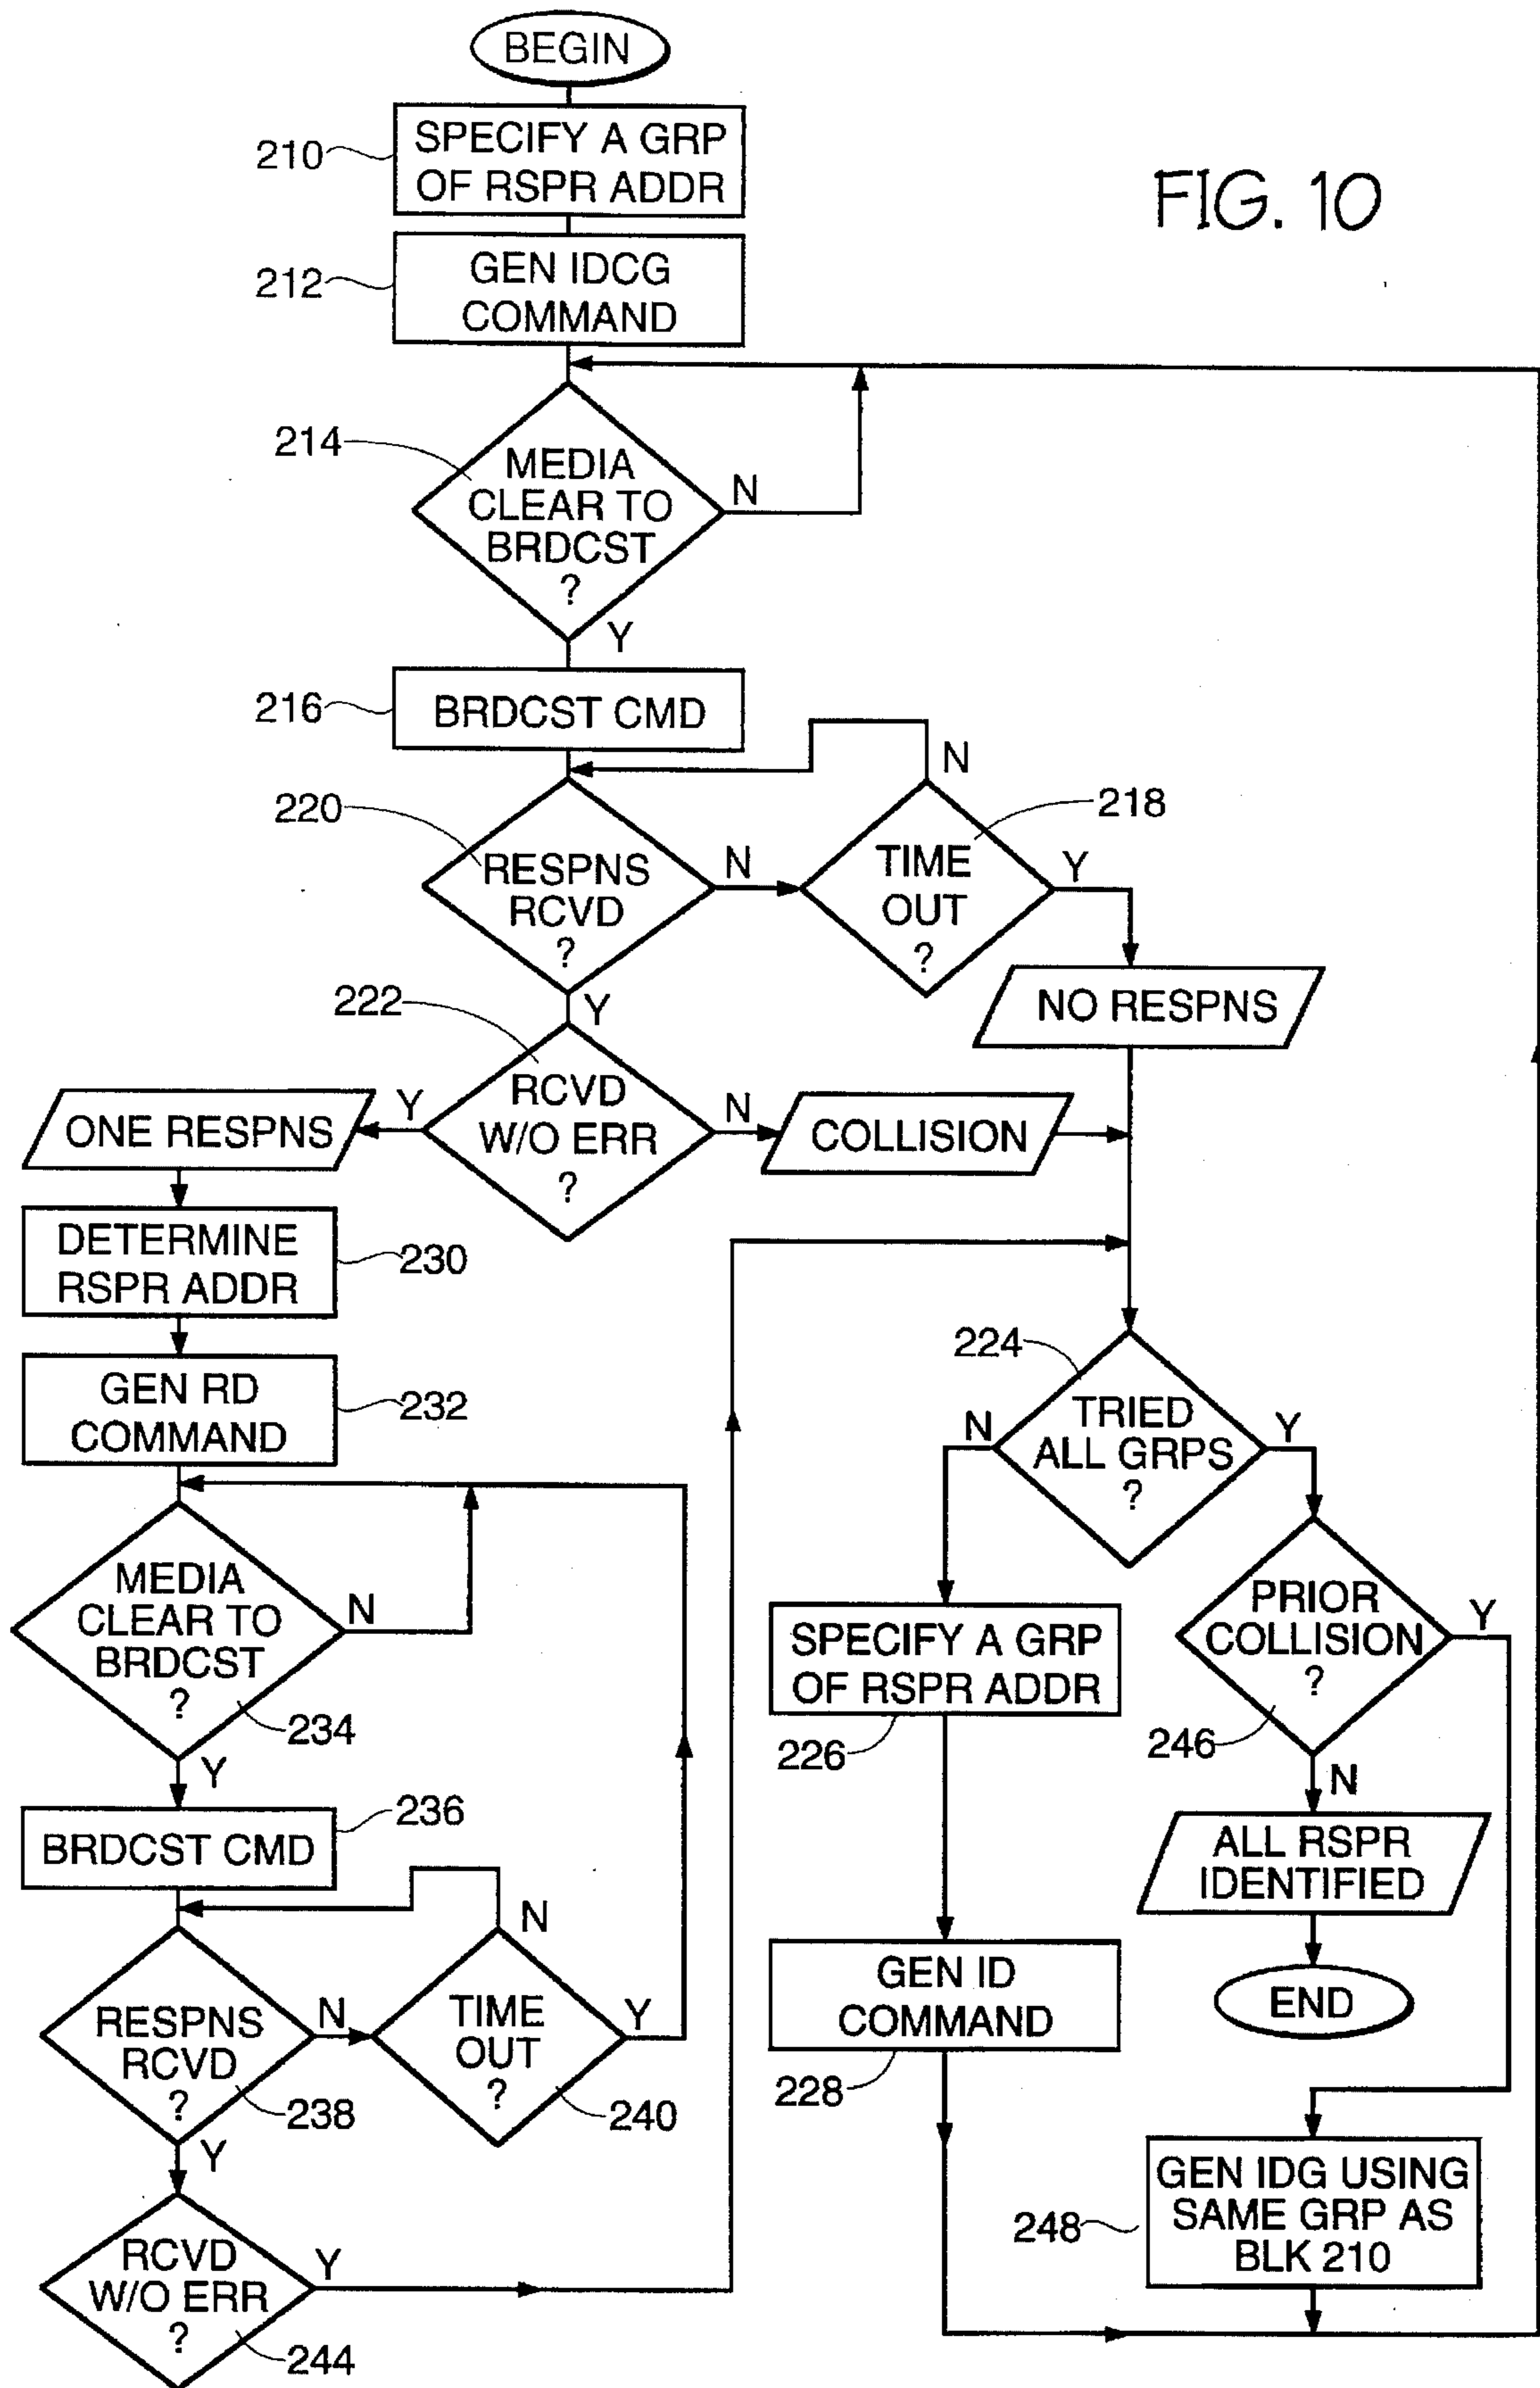 BEGIN
210
SPECIFY A GRP
OF RSPR ADDR
FIG. 10
212
GEN IDCG
COMMAND
214
MEDIA
CLEAR TO
BRDCST
?
N
Y
216
BRDCST CMD
N
220
RESPNS
RCVD
?
N
218
TIME
OUT
?
Y
NO RESPNS
Y
222
RCVD
W/O ERR
?
Y
N
ONE RESPNS
COLLISION
DETERMINE
RSPR ADDR
230
GEN RD
COMMAND
232
224
TRIED
ALL GRPS
?
N
Y
MEDIA
CLEAR TO
BRDCST
?
N
234
Y
SPECIFY A GRP
OF RSPR ADDR
226
PRIOR
COLLISION
?
Y
246
N
236
BRDCST CMD
ALL RSPR
IDENTIFIED
END
N
RESPNS
RCVD
?
N
238
TIME
OUT
?
Y
240
Y
GEN ID
COMMAND
228
RCVD
W/O ERR
?
Y
244
GEN IDG USING
SAME GRP AS
BLK 210
248